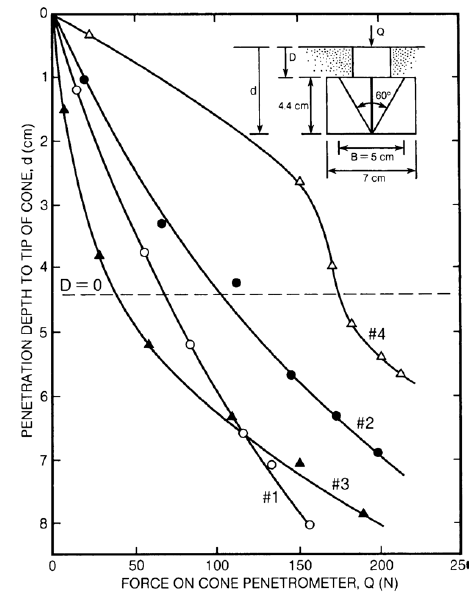 Q
D
d
4.4 cm
60°
B = 5 cm
7 cm
0
1
2
3
4
5
6
7
8
PENETRATION DEPTH TO TIP OF CONE, d (cm)
D = 0
#4
#2
#3
#1
0 50 100 150 200 25
FORCE ON CONE PENETROMETER, Q (N)